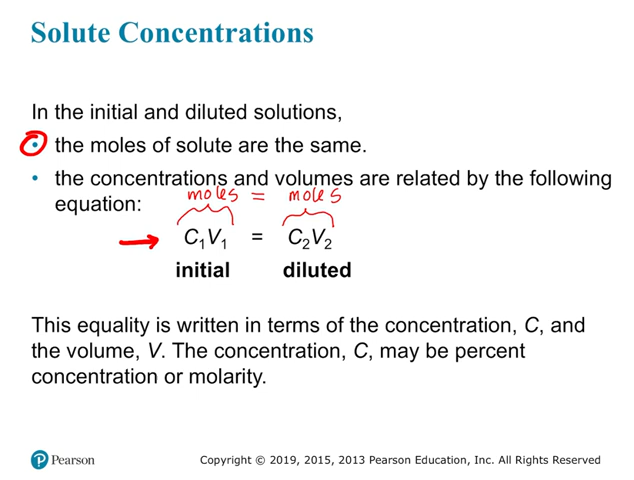 Solute Concentrations
In the initial and diluted solutions,
• the moles of solute are the same.
• the concentrations and volumes are related by the following
moles = moles
equation:
C₁V₁ = C₂V₂
initial diluted
This equality is written in terms of the concentration, C, and
the volume, V. The concentration, C, may be percent
concentration or molarity.
Pearson
Copyright © 2019, 2015, 2013 Pearson Education, Inc. All Rights Reserved